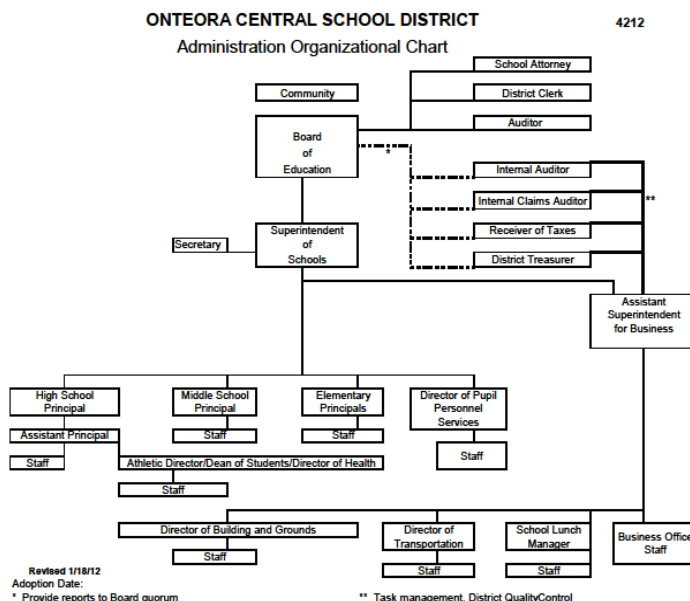 ONTEORA CENTRAL SCHOOL DISTRICT
4212
Administration Organizational Chart
School Attorney
Community
District Clerk
Auditor
Board
of
Education
*
Internal Auditor
Internal Claims Auditor
**
Receiver of Taxes
District Treasurer
Secretary
Superintendent
of
Schools
Assistant
Superintendent
for Business
High School
Principal
Middle School
Principal
Elementary
Principals
Director of Pupil
Personnel
Services
Assistant Principal
Staff
Staff
Staff
Staff
Athletic Director/Dean of Students/Director of Health
Staff
Director of Building and Grounds
Staff
Director of
Transportation
Staff
School Lunch
Manager
Staff
Business Office
Staff
Revised 1/18/12
Adoption Date:
* Provide reports to Board quorum
** Task management, District QualityControl